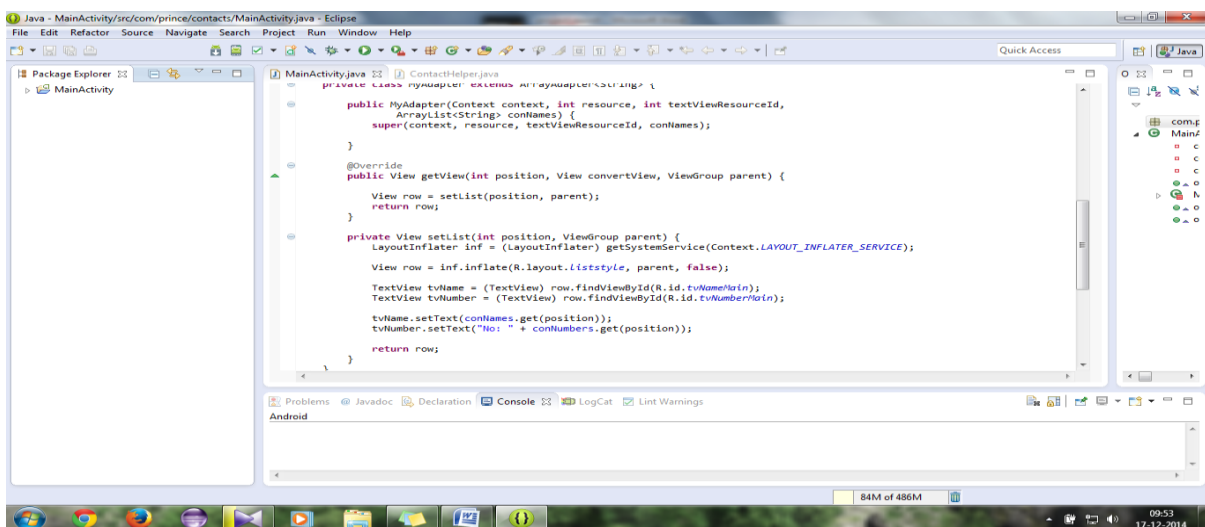 Java - MainActivity/src/com/prince/contacts/MainActivity.java - Eclipse
File Edit Refactor Source Navigate Search Project Run Window Help
Quick Access
Java
Package Explorer
MainActivity
MainActivity.java
ContactHelper.java
private class MyAdapter extends ArrayAdapter<String> {
public MyAdapter(Context context, int resource, int textViewResourceId,
ArrayList<String> conNames) {
super(context, resource, textViewResourceId, conNames);
}
@Override
public View getView(int position, View convertView, ViewGroup parent) {
View row = setList(position, parent);
return row;
}
private View setList(int position, ViewGroup parent) {
LayoutInflater inf = (LayoutInflater) getSystemService(Context.LAYOUT_INFLATER_SERVICE);
View row = inf.inflate(R.layout.liststyle, parent, false);
TextView tvName = (TextView) row.findViewById(R.id.tvNameMain);
TextView tvNumber = (TextView) row.findViewById(R.id.tvNumberMain);
tvName.setText(conNames.get(position));
tvNumber.setText("No: " + conNumbers.get(position));
return row;
}
}
O
com.p
MainA
c
c
c
o
M
o
o
Problems @ Javadoc Declaration Console LogCat Lint Warnings
Android
84M of 486M
09:53
17-12-2014